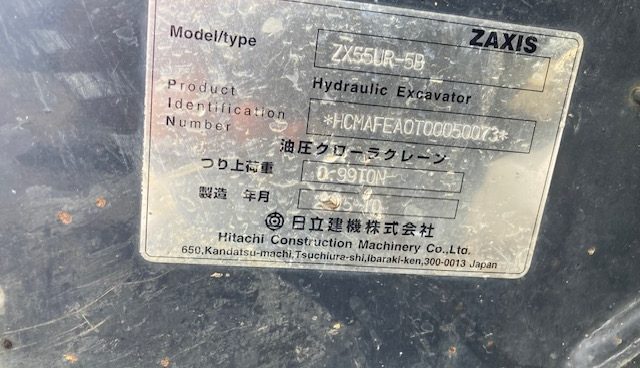 ZAXIS
Model/type ZX55UR-5B
Hydraulic Excavator
Product
Identification
Number *HCMAFEA0T00050073*
油圧クローラクレーン
つり上荷重 0.99TON
製造 年月
日立建機株式会社
Hitachi Construction Machinery Co.,Ltd.
650,Kandatsu-machi,Tsuchiura-shi,Ibaraki-ken,300-0013 Japan